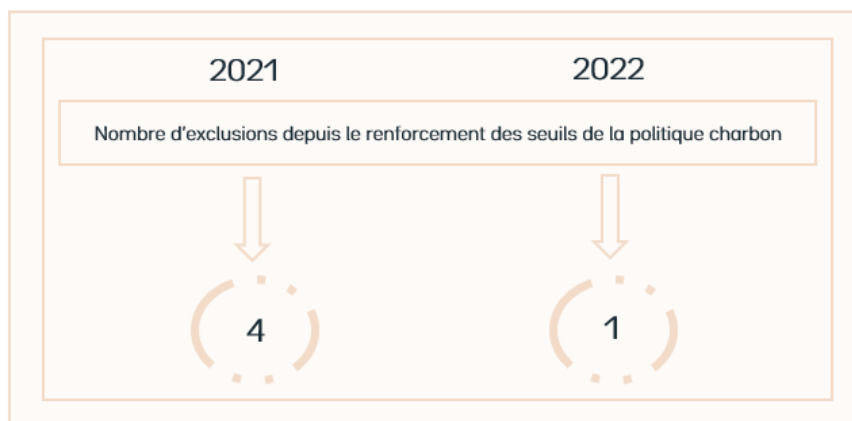 2021 2022
Nombre d'exclusions depuis le renforcement des seuils de la politique charbon
4 1